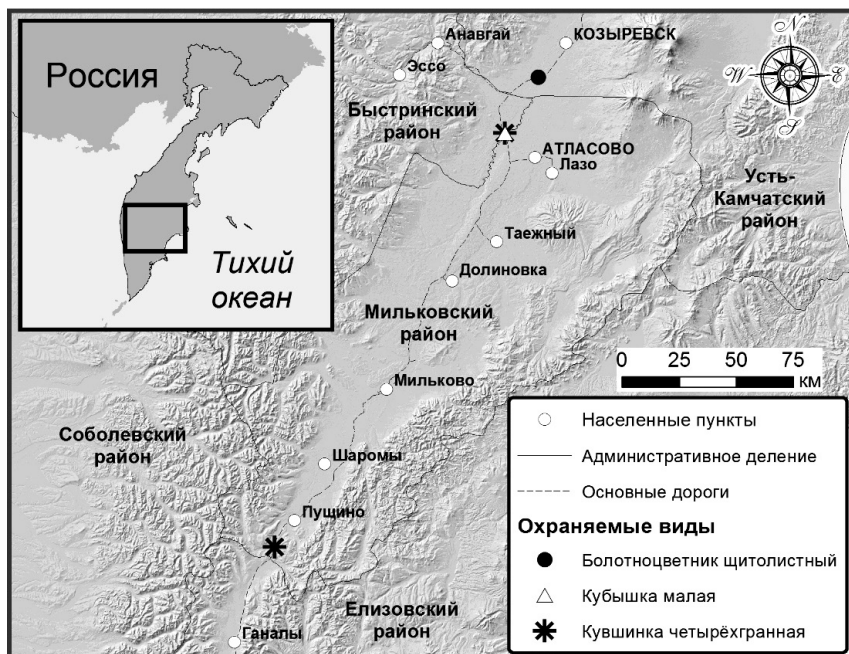 Россия
Тихий
океан
Анавгай
КОЗЫРЕВСК
Эссо
Быстринский
район
N
W
E
S
АТЛАСОВО
Лазо
Усть-
Камчатский
район
Таежный
Долиновка
Мильковский
район
0 25 50 75
КМ
Мильково
Соболевский
район
Шаромы
Пущино
Елизовский
район
Ганалы
Населенные пункты
Административное деление
Основные дороги
Охраняемые виды
Болотноцветник щитолистный
Кубышка малая
Кувшинка четырёхгранная